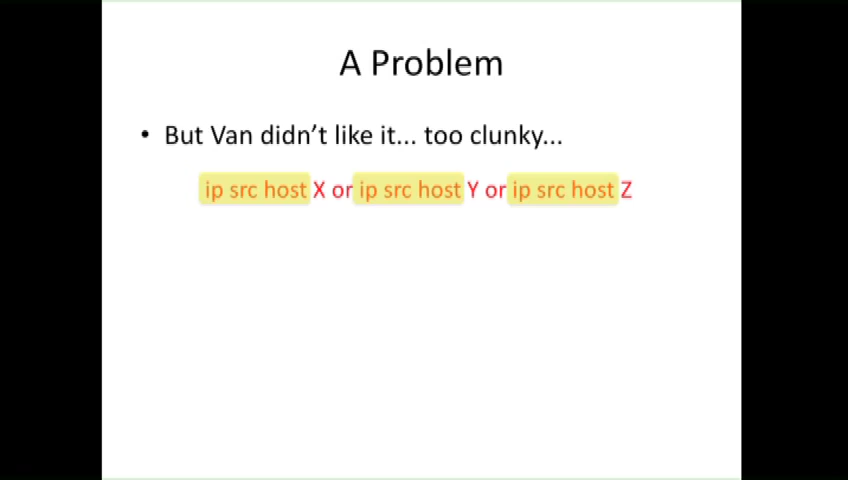 A Problem
• But Van didn't like it... too clunky...
ip src host X or ip src host Y or ip src host Z